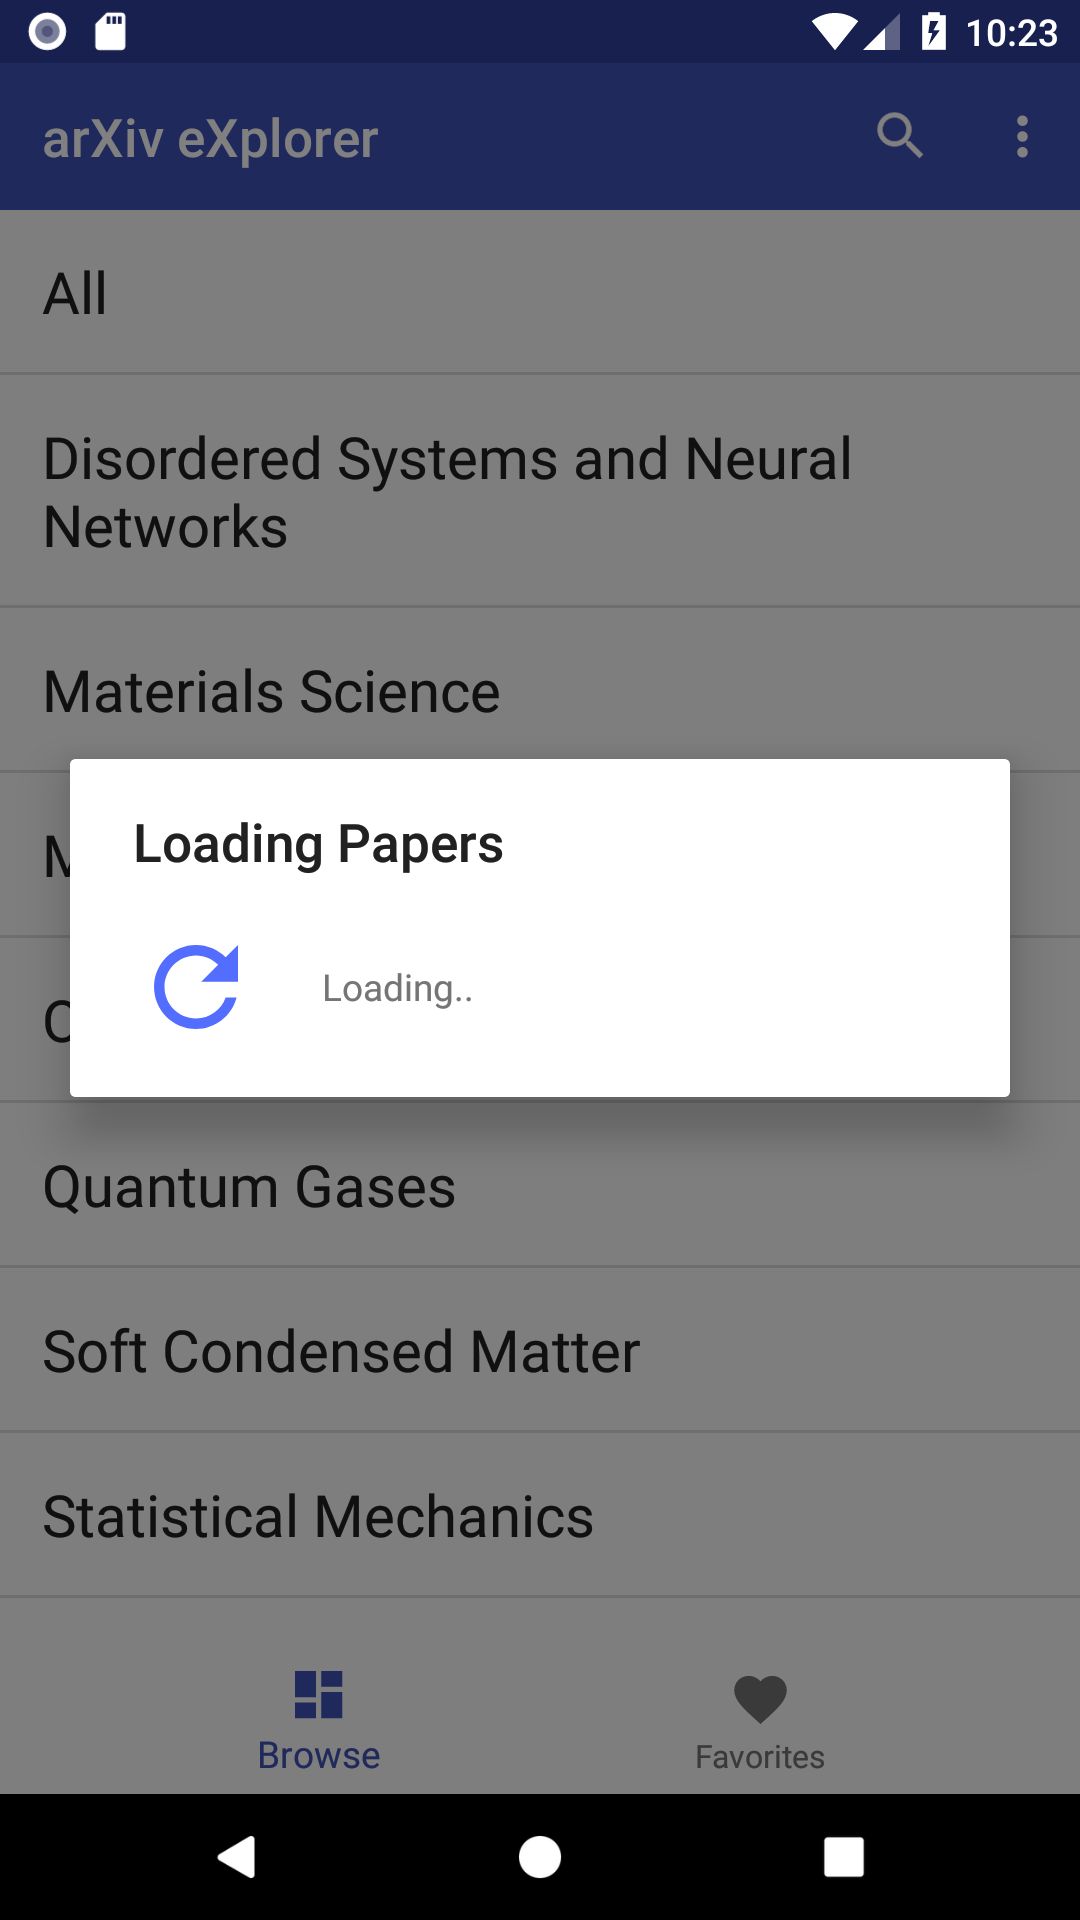 10:23
arXiv eXplorer
All
Disordered Systems and Neural
Networks
Materials Science
Loading Papers
Loading..
Quantum Gases
Soft Condensed Matter
Statistical Mechanics
Browse
Favorites